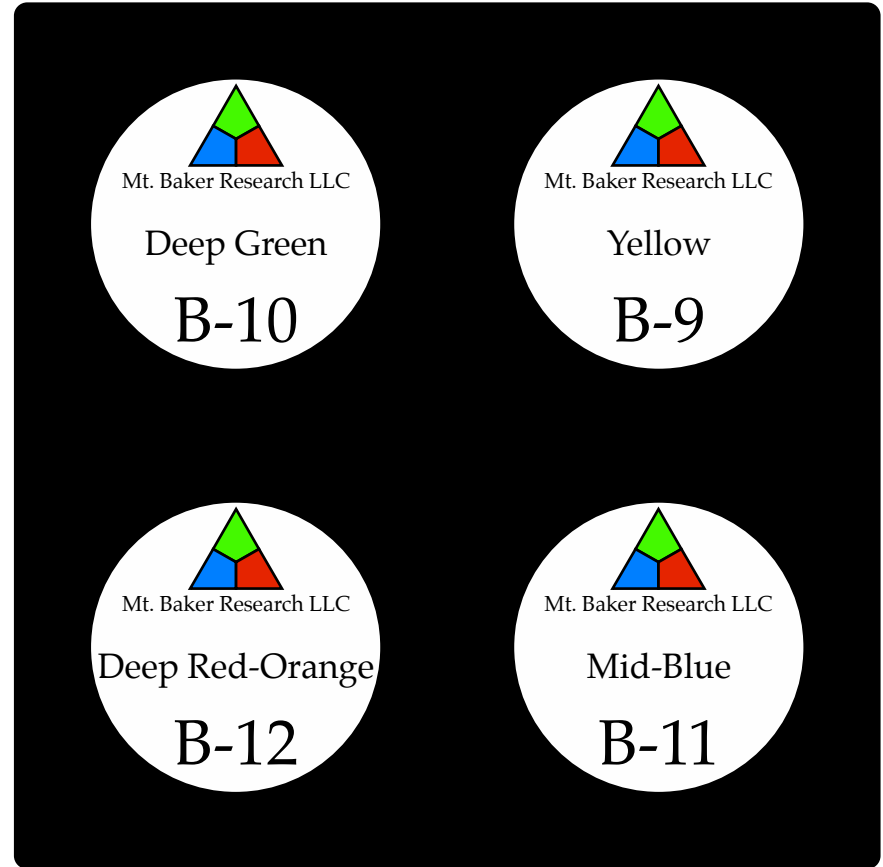 Mt. Baker Research LLC
Deep Green
B-10
Mt. Baker Research LLC
Yellow
B-9
Mt. Baker Research LLC
Deep Red-Orange
B-12
Mt. Baker Research LLC
Mid-Blue
B-11